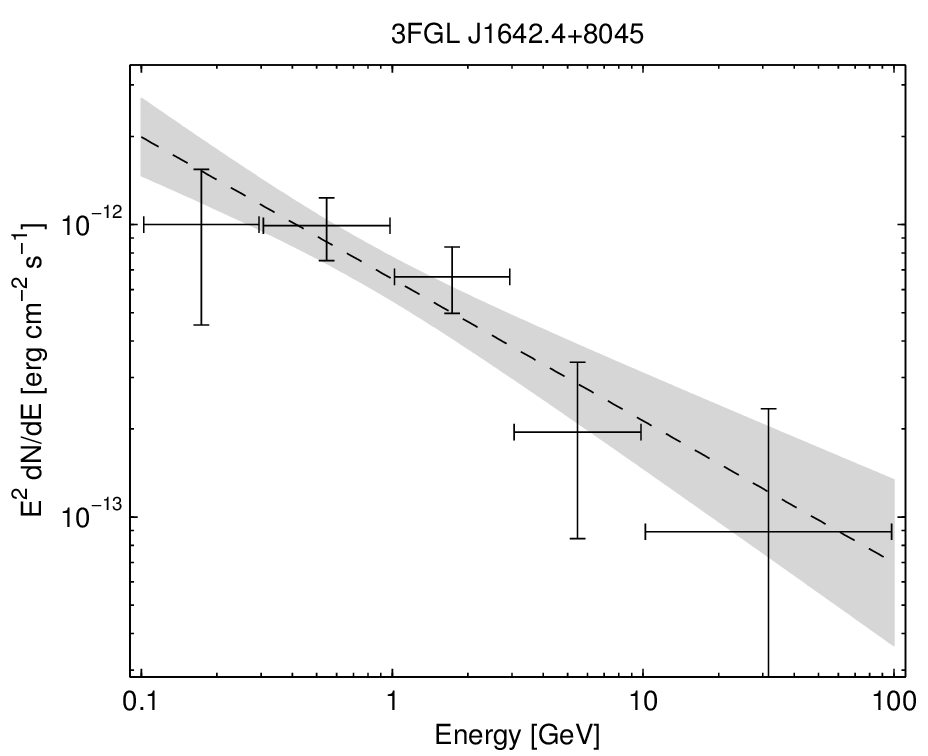 3FGL J1642.4+8045
E² dN/dE [erg cm⁻² s⁻¹]
10⁻¹²
10⁻¹³
0.1 1 10 100
Energy [GeV]